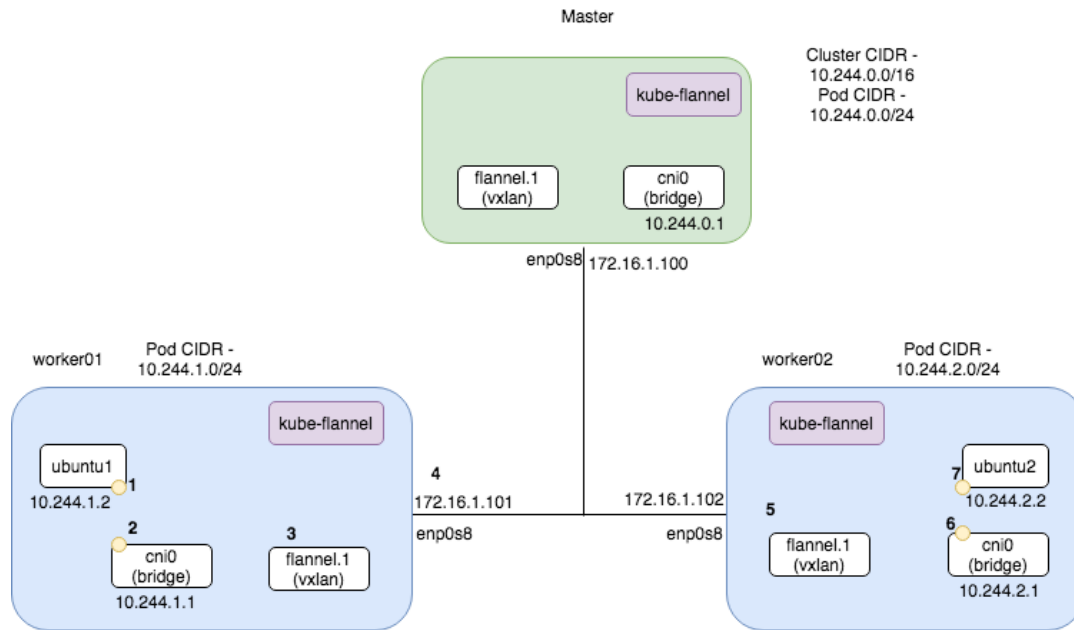 Master
Cluster CIDR -
10.244.0.0/16
Pod CIDR -
10.244.0.0/24
kube-flannel
flannel.1
(vxlan)
cni0
(bridge)
10.244.0.1
enp0s8
172.16.1.100
worker01
Pod CIDR -
10.244.1.0/24
kube-flannel
ubuntu1
1
10.244.1.2
2
cni0
(bridge)
10.244.1.1
3
flannel.1
(vxlan)
4
172.16.1.101
enp0s8
worker02
Pod CIDR -
10.244.2.0/24
172.16.1.102
enp0s8
kube-flannel
5
flannel.1
(vxlan)
7
ubuntu2
10.244.2.2
6
cni0
(bridge)
10.244.2.1